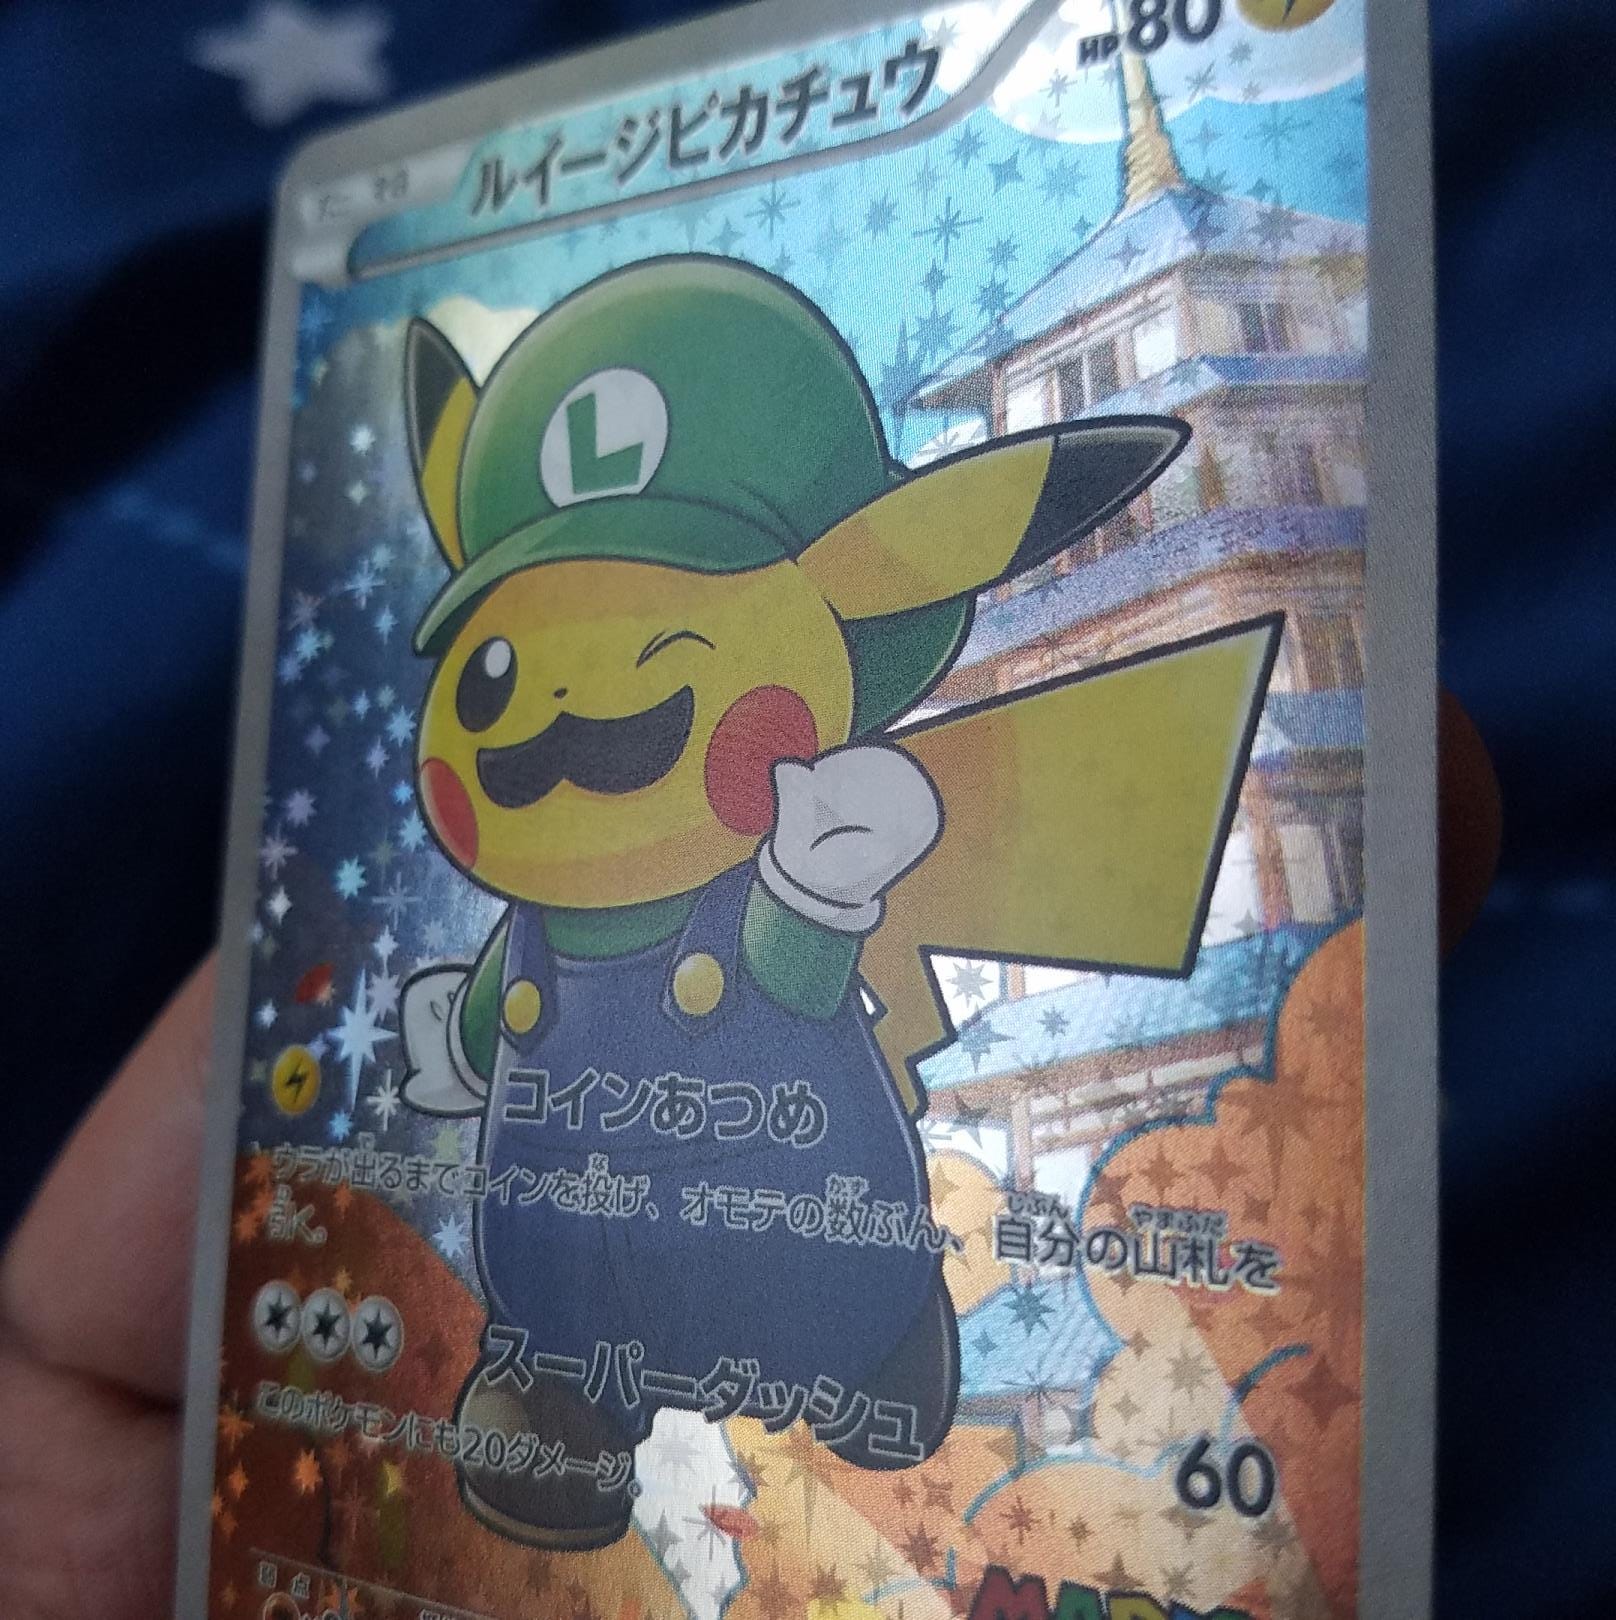 たね
ルイージピカチュウ
HP80
L
コインあつめ
ウラが出るまでコインを投げ、オモテの数ぶん、自分の山札を
引く。
スーパーダッシュ
60
このポケモンにも20ダメージ。
弱点
MARIO